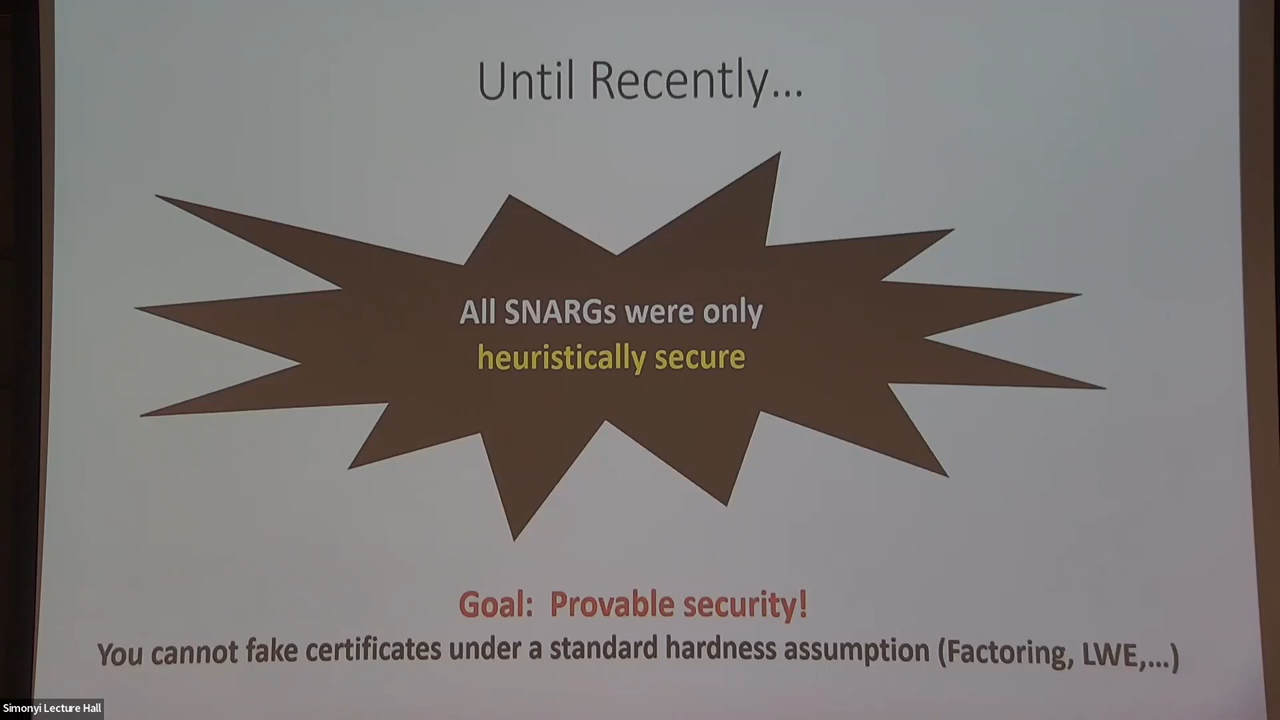 Until Recently...
All SNARGs were only
heuristically secure
Goal: Provable security!
You cannot fake certificates under a standard hardness assumption (Factoring, LWE,...)
Simonyi Lecture Hall